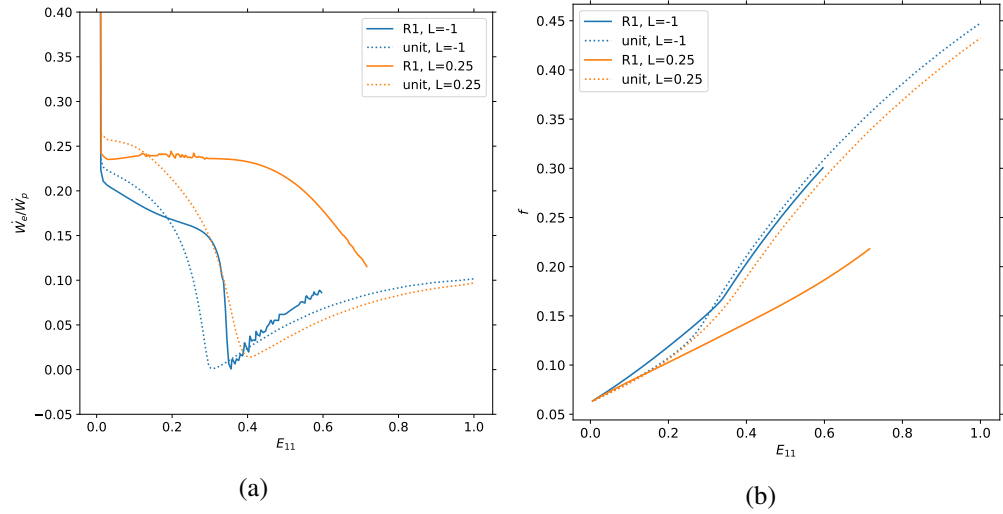 0.40
0.35
0.30
0.25
0.20
0.15
0.10
0.05
0.00
−0.05
Ẇ_e/Ẇ_p
R1, L=-1
unit, L=-1
R1, L=0.25
unit, L=0.25
0.0 0.2 0.4 0.6 0.8 1.0
E_11
(a)
0.45
0.40
0.35
0.30
0.25
0.20
0.15
0.10
0.05
f
R1, L=-1
unit, L=-1
R1, L=0.25
unit, L=0.25
0.0 0.2 0.4 0.6 0.8 1.0
E_11
(b)